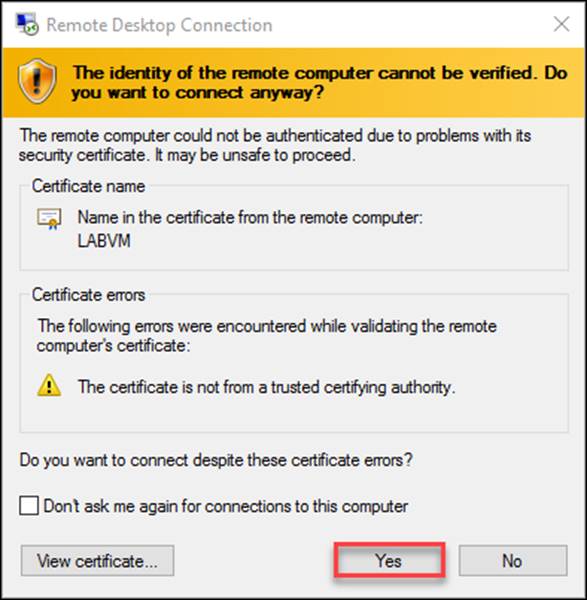 Remote Desktop Connection
The identity of the remote computer cannot be verified. Do
you want to connect anyway?
The remote computer could not be authenticated due to problems with its
security certificate. It may be unsafe to proceed.
Certificate name
Name in the certificate from the remote computer:
LABVM
Certificate errors
The following errors were encountered while validating the remote
computer's certificate:
The certificate is not from a trusted certifying authority.
Do you want to connect despite these certificate errors?
Don't ask me again for connections to this computer
View certificate...
Yes
No